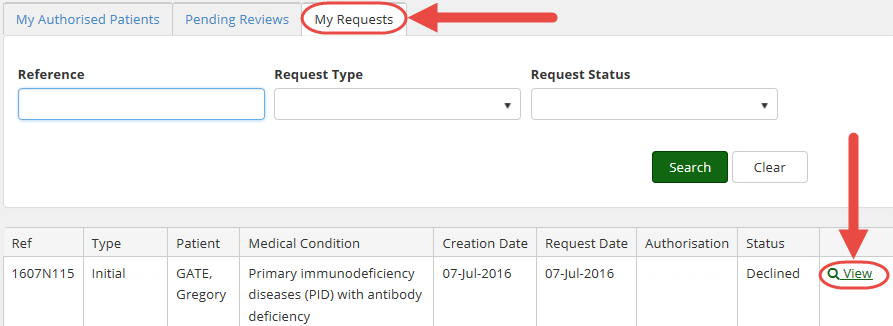 My Authorised Patients Pending Reviews My Requests
Reference Request Type Request Status
Search Clear
Ref Type Patient Medical Condition Creation Date Request Date Authorisation Status
1607N115 Initial GATE, Primary immunodeficiency 07-Jul-2016 07-Jul-2016 Declined View
Gregory diseases (PID) with antibody
deficiency